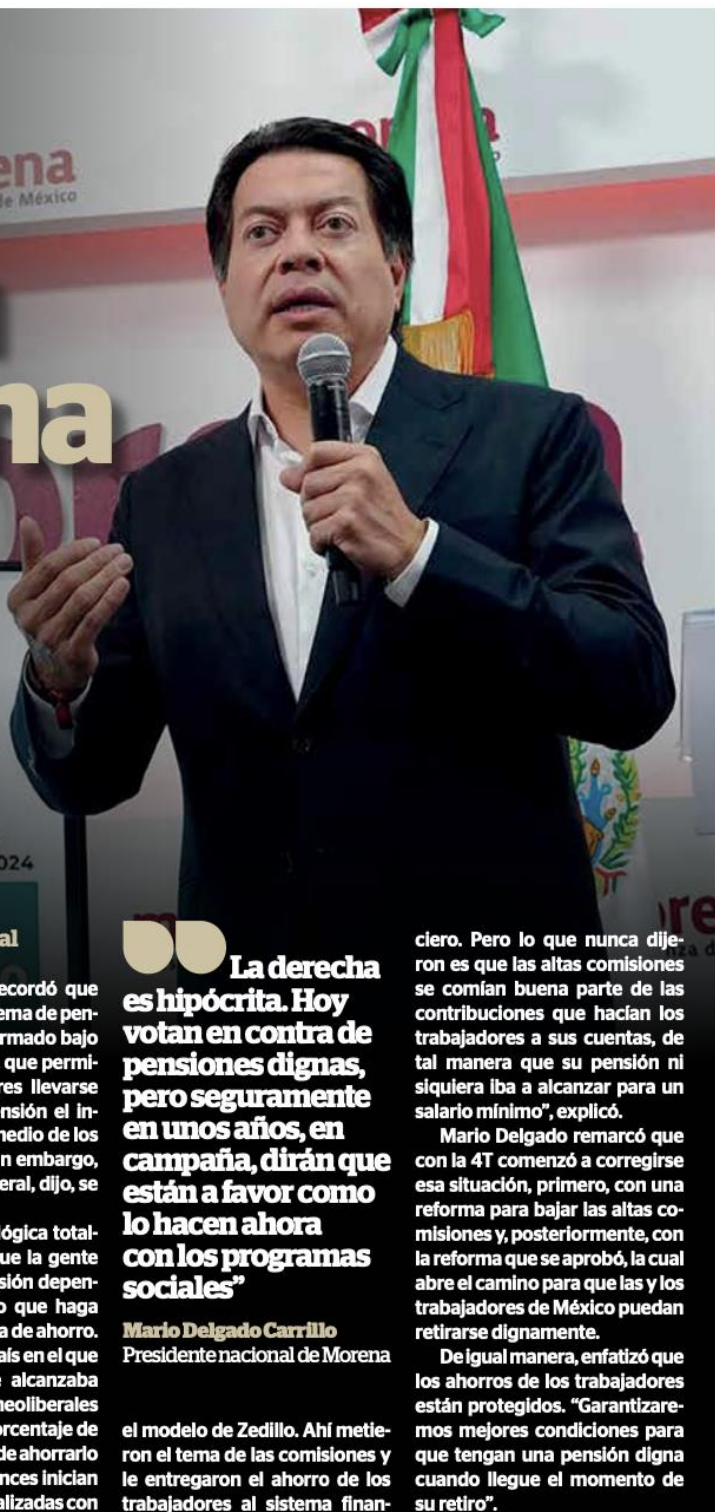 ena
de México
na
024
al
ecordó que
ema de pen-
rmado bajo
que permi-
res llevarse
ensión el in-
medio de los
n embargo,
eral, dijo, se
lógica total-
ue la gente
sión depen-
o que haga
a de ahorro.
aís en el que
alcanzaba
neoliberales
orcentaje de
de ahorrarlo
nces inician
alizadas con
La derecha
es hipócrita. Hoy
votan en contra de
pensiones dignas,
pero seguramente
en unos años, en
campaña, dirán que
están a favor como
lo hacen ahora
con los programas
sociales”
Mario Delgado Carrillo
Presidente nacional de Morena
el modelo de Zedillo. Ahí metie-
ron el tema de las comisiones y
le entregaron el ahorro de los
trabajadores al sistema finan-
ciero. Pero lo que nunca dije-
ron es que las altas comisiones
se comían buena parte de las
contribuciones que hacían los
trabajadores a sus cuentas, de
tal manera que su pensión ni
siquiera iba a alcanzar para un
salario mínimo”, explicó.
Mario Delgado remarcó que
con la 4T comenzó a corregirse
esa situación, primero, con una
reforma para bajar las altas co-
misiones y, posteriormente, con
la reforma que se aprobó, la cual
abre el camino para que las y los
trabajadores de México puedan
retirarse dignamente.
De igual manera, enfatizó que
los ahorros de los trabajadores
están protegidos. “Garantizare-
mos mejores condiciones para
que tengan una pensión digna
cuando llegue el momento de
su retiro”.